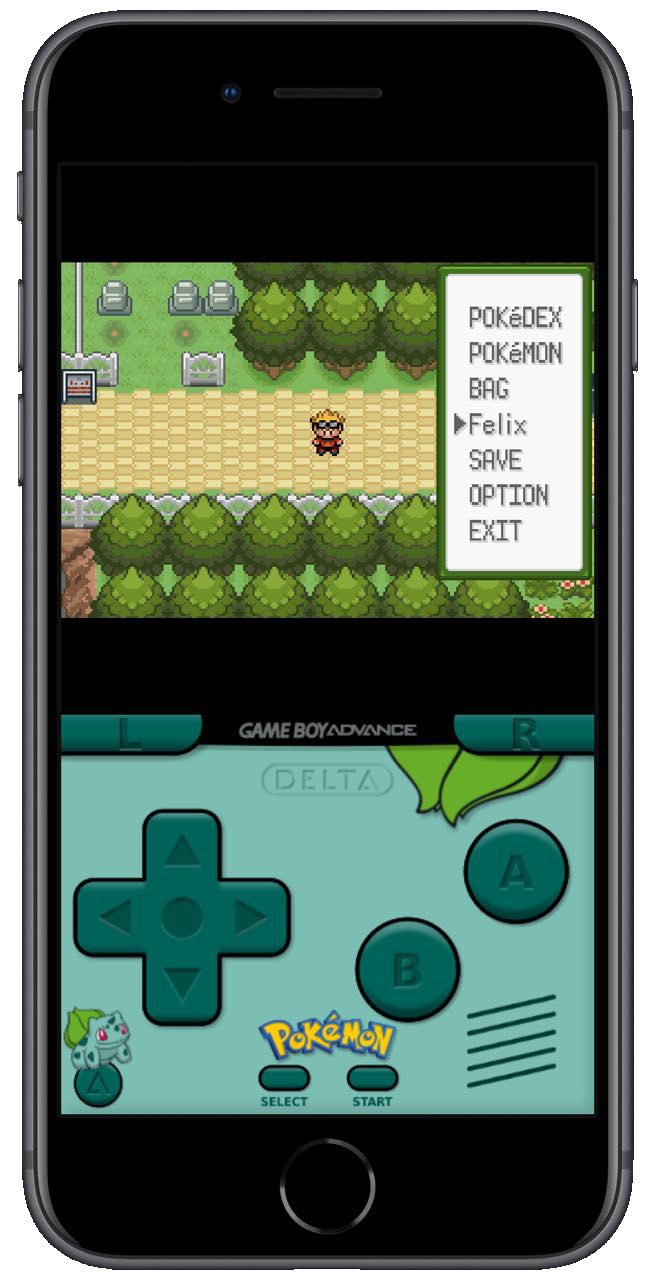 POKéDEX
POKéMON
BAG
Felix
SAVE
OPTION
EXIT
L
GAME BOY ADVANCE
R
DELTA
A
B
POKéMON
SELECT
START